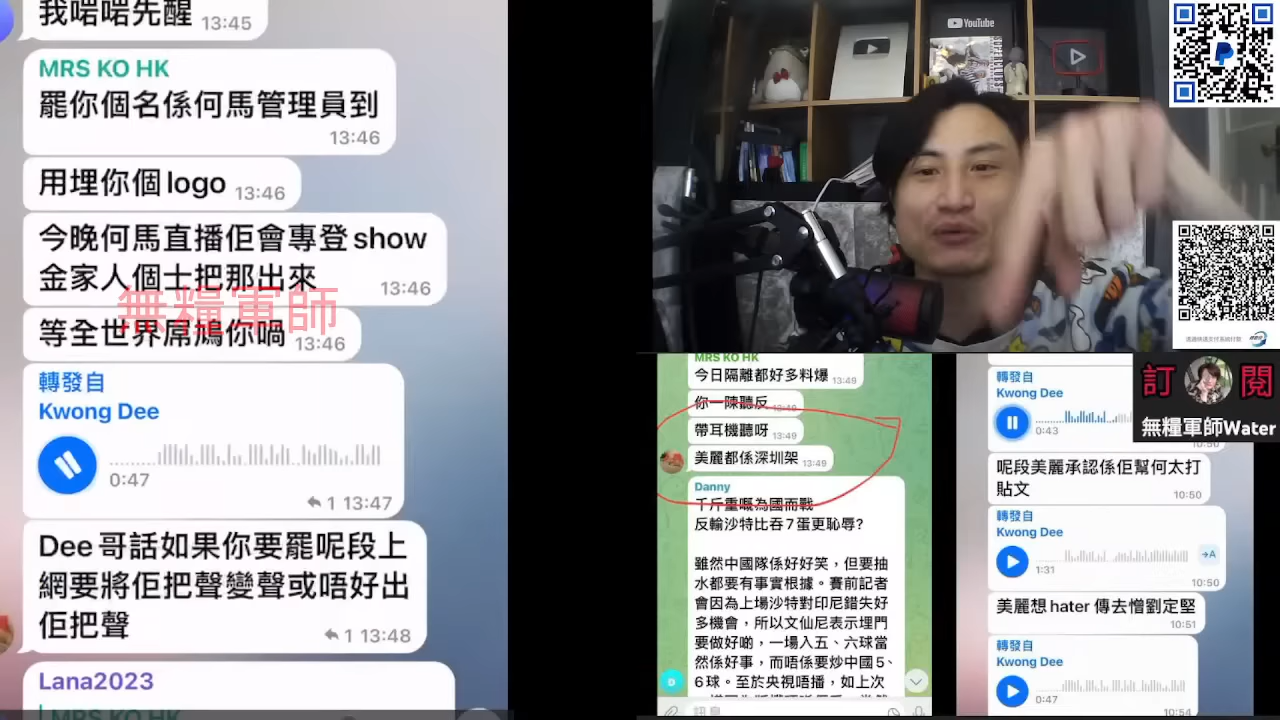 我啱啱先醒 13:45
MRS KO HK
罷你個名係何馬管理員到
13:46
用埋你個logo 13:46
今晚何馬直播佢會專登show
金家人個士把那出來 13:46
無糧軍師
等全世界屌鳩你喎 13:46
轉發自
Kwong Dee
0:47
1 13:47
Dee哥話如果你要罷呢段上
網要將佢把聲變聲或唔好出
佢把聲 1 13:48
Lana2023
MRS KO HK
YouTube
MRS KO HK
今日隔離都好多料爆 13:49
你一陳聽反 13:49
帶耳機聽呀 13:49
美麗都係深圳架 13:49
Danny
千斤重嘅為國而戰
反輸沙特比吞7蛋更恥辱?
雖然中國隊係好好笑，但要抽
水都要有事實根據。賽前記者
會因為上場沙特對印尼錯失好
多機會，所以文仙尼表示埋門
要做好啲，一場入五、六球當
然係好事，而唔係要炒中國5、
6球。至於央視唔播，如上次
D
訊息
轉發自
Kwong Dee
0:43
10:50
呢段美麗承認係佢幫何太打
貼文 10:50
轉發自
Kwong Dee
1:31
→A
10:50
美麗想hater傳去憎劉定堅
10:51
轉發自
Kwong Dee
0:47
10:54
訂 閱
無糧軍師Water